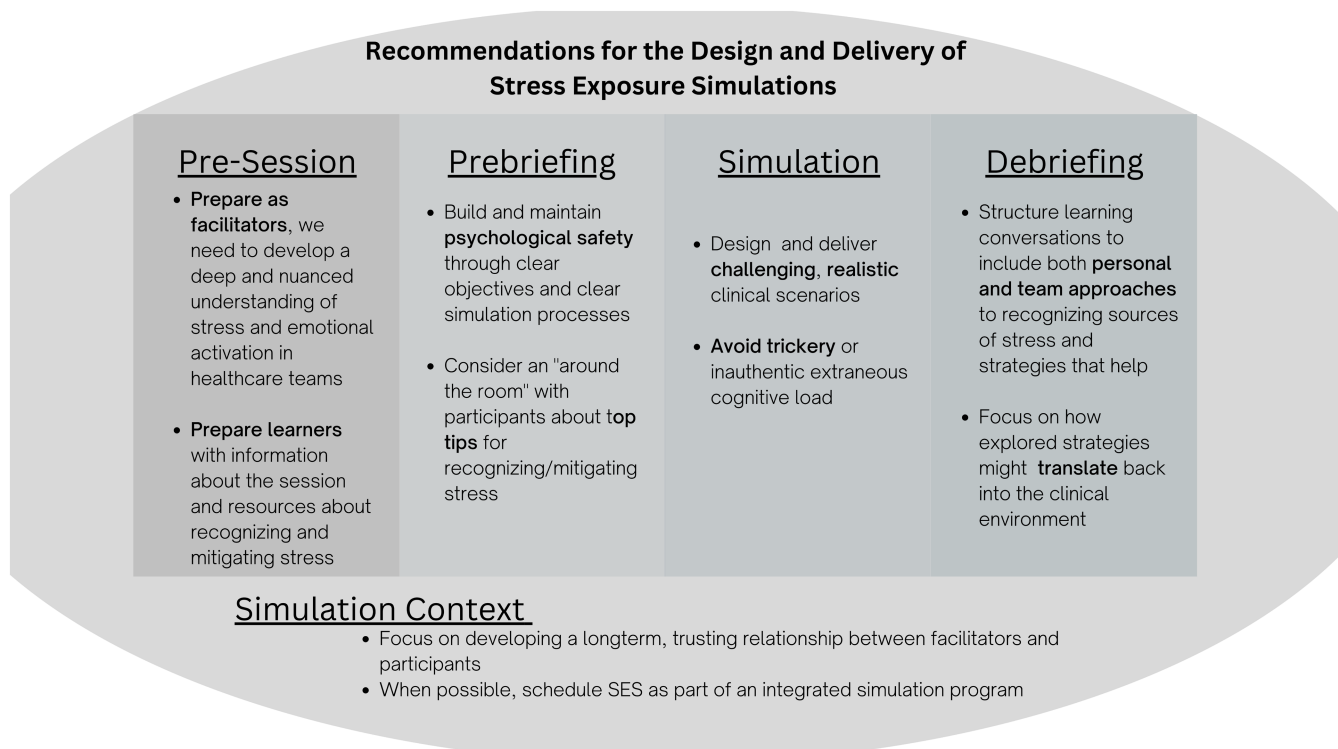 Recommendations for the Design and Delivery of
Stress Exposure Simulations
Pre-Session
• Prepare as
facilitators, we
need to develop a
deep and nuanced
understanding of
stress and emotional
activation in
healthcare teams
• Prepare learners
with information
about the session
and resources about
recognizing and
mitigating stress
Prebriefing
• Build and maintain
psychological safety
through clear
objectives and clear
simulation processes
• Consider an "around
the room" with
participants about top
tips for
recognizing/mitigating
stress
Simulation
• Design and deliver
challenging, realistic
clinical scenarios
• Avoid trickery or
inauthentic extraneous
cognitive load
Debriefing
• Structure learning
conversations to
include both personal
and team approaches
to recognizing sources
of stress and
strategies that help
• Focus on how
explored strategies
might translate back
into the clinical
environment
Simulation Context
• Focus on developing a longterm, trusting relationship between facilitators and
participants
• When possible, schedule SES as part of an integrated simulation program